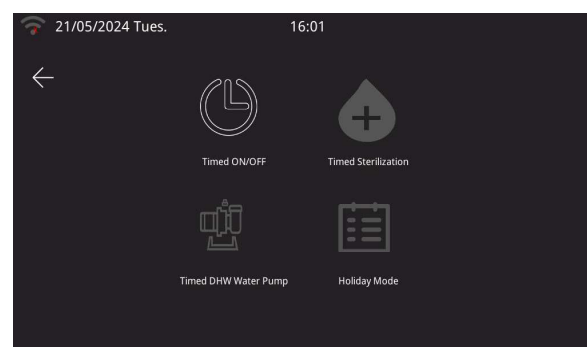 21/05/2024 Tues. 16:01
Timed ON/OFF Timed Sterilization
Timed DHW Water Pump Holiday Mode